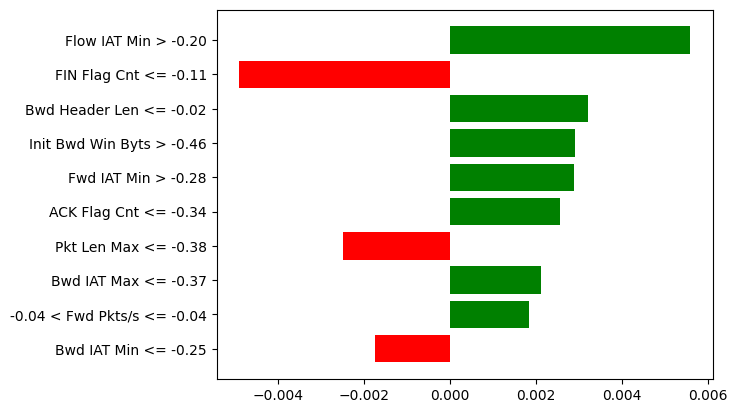 Flow IAT Min > -0.20
FIN Flag Cnt <= -0.11
Bwd Header Len <= -0.02
Init Bwd Win Byts > -0.46
Fwd IAT Min > -0.28
ACK Flag Cnt <= -0.34
Pkt Len Max <= -0.38
Bwd IAT Max <= -0.37
-0.04 < Fwd Pkts/s <= -0.04
Bwd IAT Min <= -0.25
−0.004 −0.002 0.000 0.002 0.004 0.006